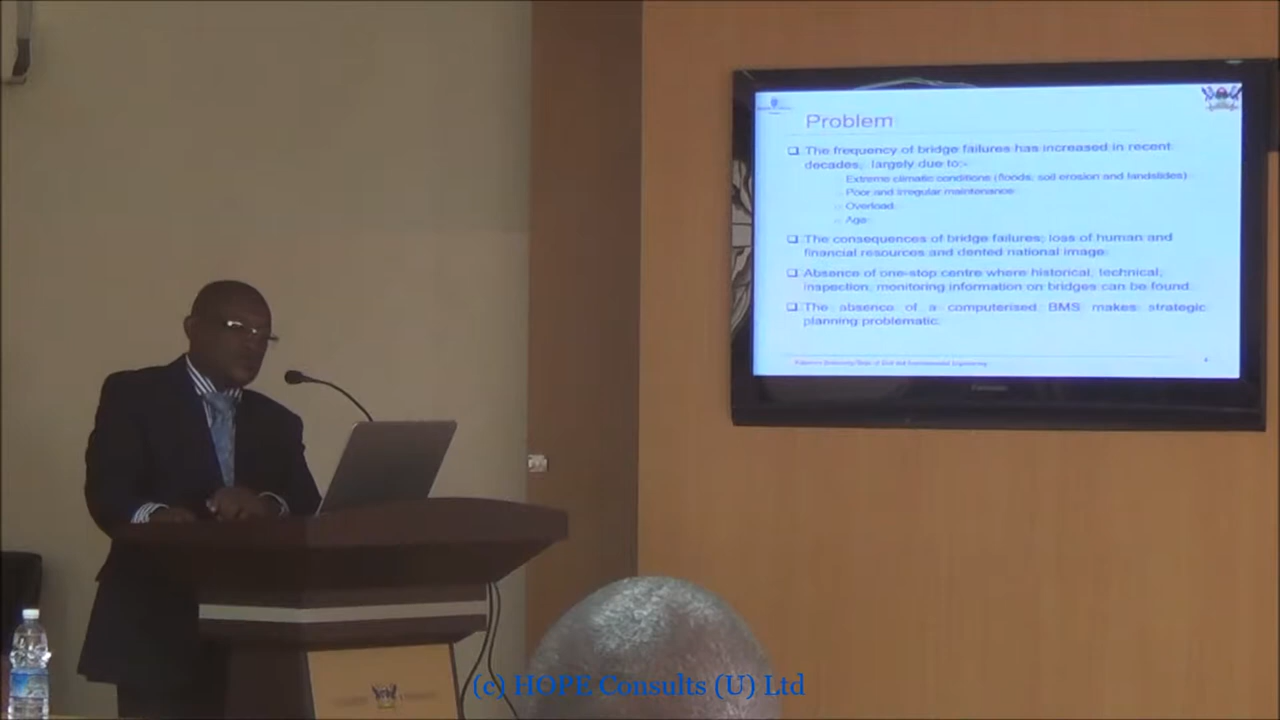 Problem
The frequency of bridge failures has increased in recent
decades, largely due to:-
Extreme climatic conditions (floods, soil erosion and landslides)
Poor and irregular maintenance
Overload
Age
The consequences of bridge failures; loss of human and
financial resources and dented national image.
Absence of one-stop centre where historical, technical,
inspection, monitoring information on bridges can be found.
The absence of a computerised BMS makes strategic
planning problematic.
Panasonic
(c) HOPE Consults (U) Ltd